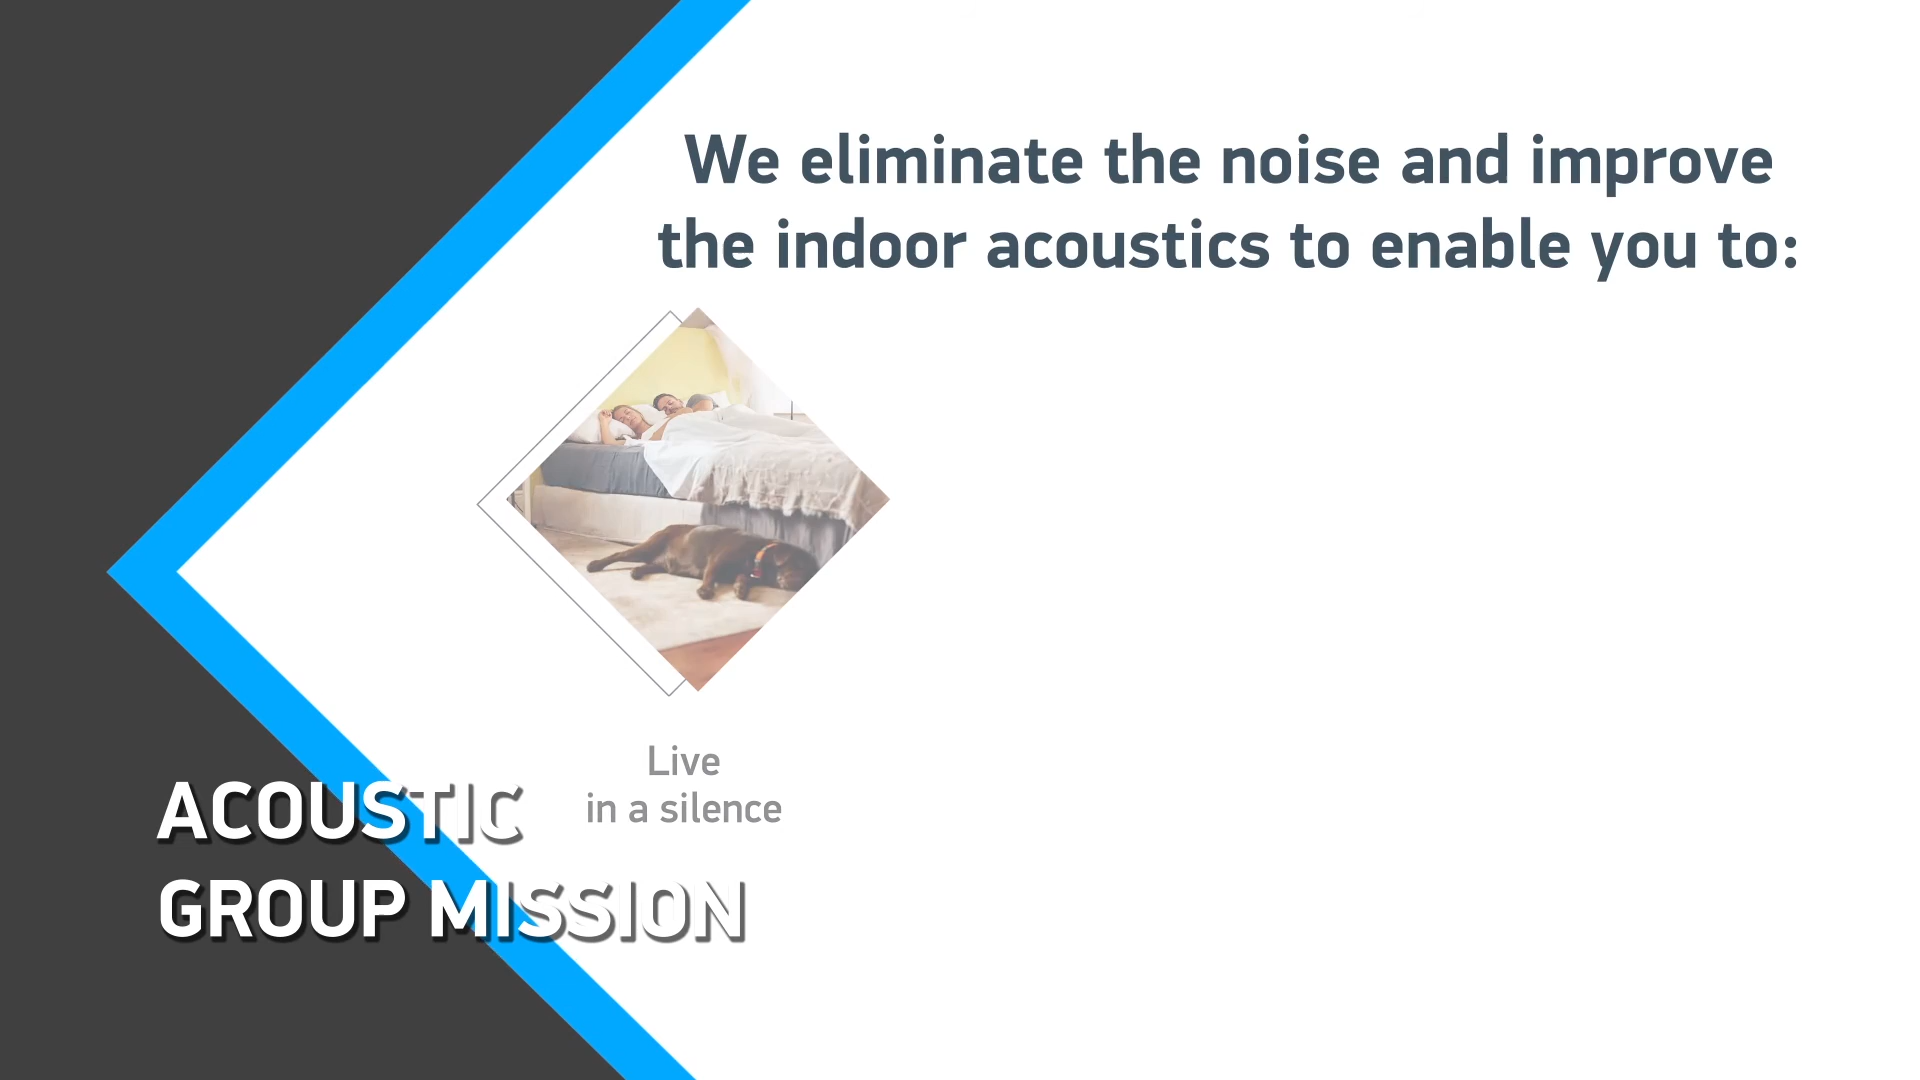 We eliminate the noise and improve
the indoor acoustics to enable you to:
Live
in a silence
ACOUSTIC
GROUP MISSION